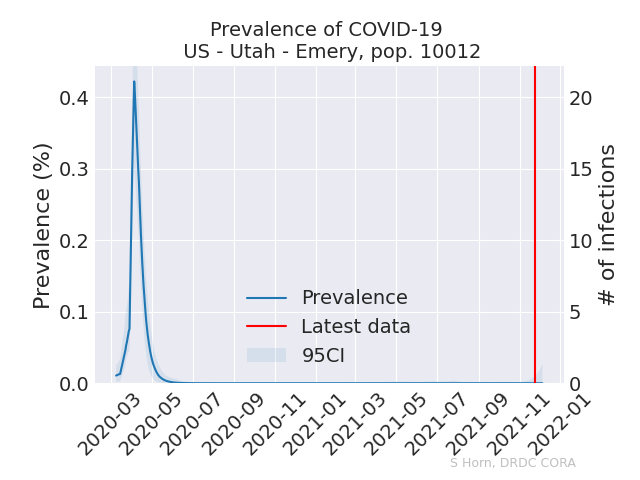 Prevalence of COVID-19
US - Utah - Emery, pop. 10012
Prevalence (%)
0.4
0.3
0.2
0.1
0.0
# of infections
20
15
10
5
0
Prevalence
Latest data
95CI
2020-03
2020-05
2020-07
2020-09
2020-11
2021-01
2021-03
2021-05
2021-07
2021-09
2021-11
2022-01
S Horn, DRDC CORA